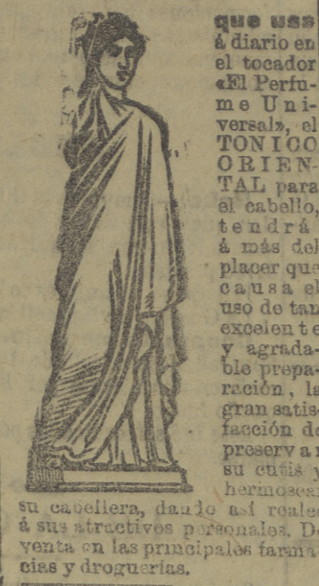 que usa
á diario en
el tocador
«El Perfu-
me Uni-
versal», el
TONICO
ORIEN-
TAL para
el cabello,
tendrá
á más del
placer que
causa el
uso de tan
excelente
y agrada-
ble prepa-
ración, la
gran satis-
facción de
preservar
su cutis y
hermosear
su cabellera, dando así realce
á sus atractivos personales. De
venta en las principales farma-
cias y droguerias.